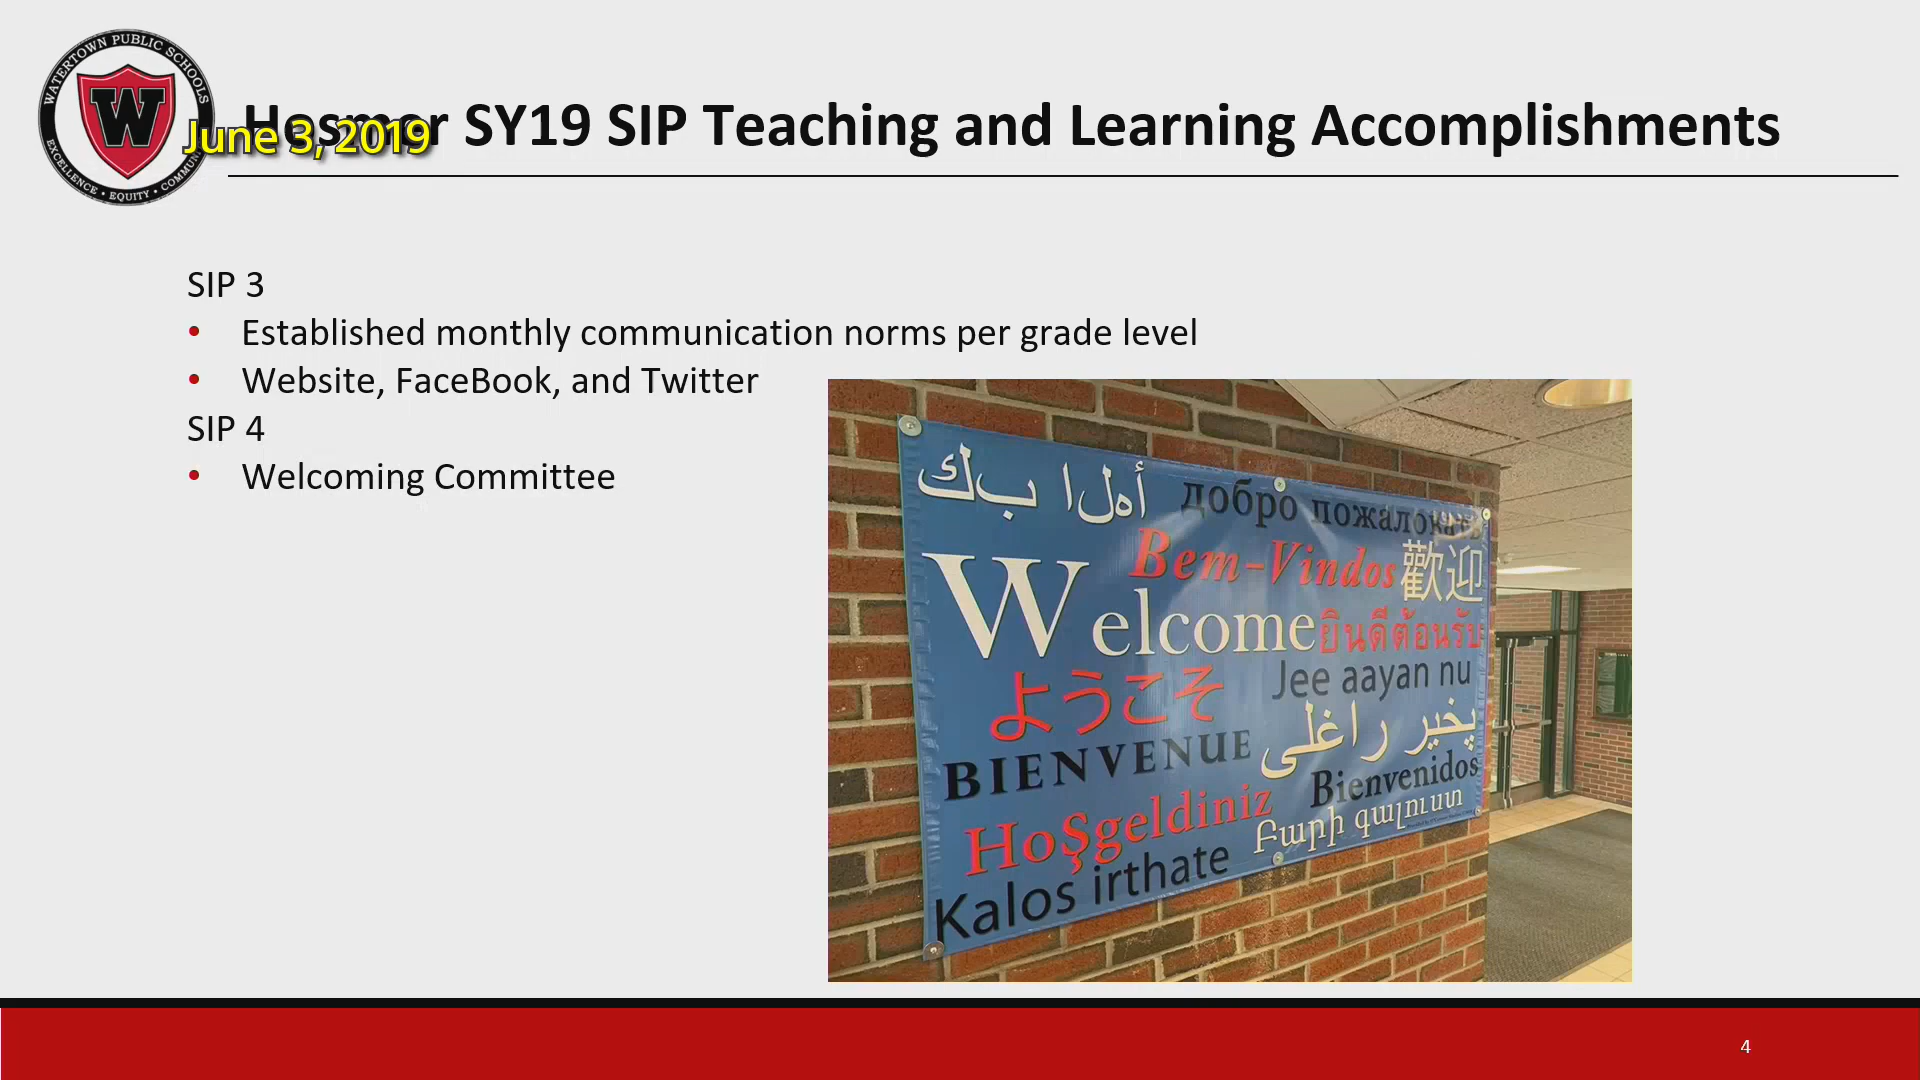 WATERTOWN PUBLIC SCHOOLS
W
EXCELLENCE • EQUITY •
June 3, 2019
Hosmer SY19 SIP Teaching and Learning Accomplishments
SIP 3
• Established monthly communication norms per grade level
• Website, FaceBook, and Twitter
SIP 4
• Welcoming Committee
أهلا بك
добро пожаловать
Bem-Vindos
歡迎
Welcome
ยินดีต้อนรับ
ようこそ
Jee aayan nu
پخیر راغلی
BIENVENUE
Bienvenidos
Hoşgeldiniz
Բարի գալուստ
Kalos irthate
4